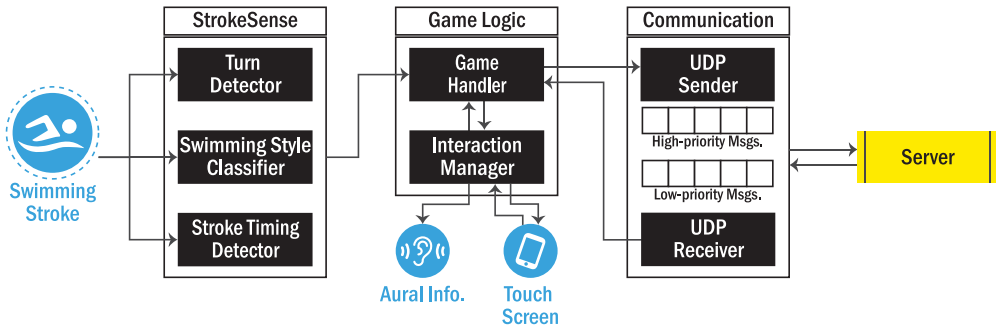 StrokeSense
Game Logic
Communication
Turn
Detector
Game
Handler
UDP
Sender
High-priority Msgs.
Swimming Style
Classifier
Interaction
Manager
Server
Low-priority Msgs.
Swimming
Stroke
Stroke Timing
Detector
UDP
Receiver
Aural Info.
Touch
Screen